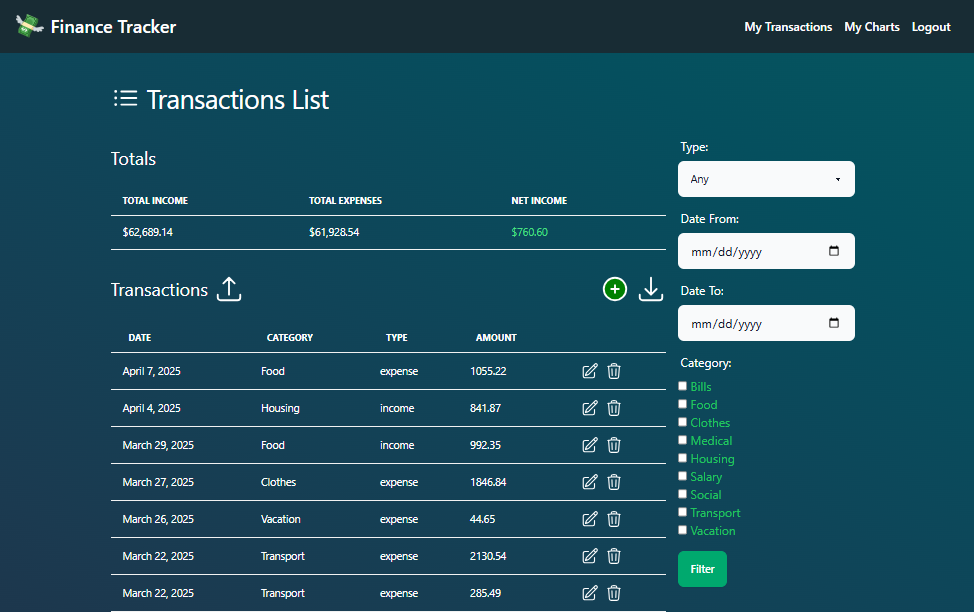 Finance Tracker
My Transactions My Charts Logout
Transactions List
Totals
TOTAL INCOME TOTAL EXPENSES NET INCOME
$62,689.14 $61,928.54 $760.60
Transactions
DATE CATEGORY TYPE AMOUNT
April 7, 2025 Food expense 1055.22
April 4, 2025 Housing income 841.87
March 29, 2025 Food income 992.35
March 27, 2025 Clothes expense 1846.84
March 26, 2025 Vacation expense 44.65
March 22, 2025 Transport expense 2130.54
March 22, 2025 Transport expense 285.49
Type:
Any
Date From:
mm/dd/yyyy
Date To:
mm/dd/yyyy
Category:
Bills
Food
Clothes
Medical
Housing
Salary
Social
Transport
Vacation
Filter